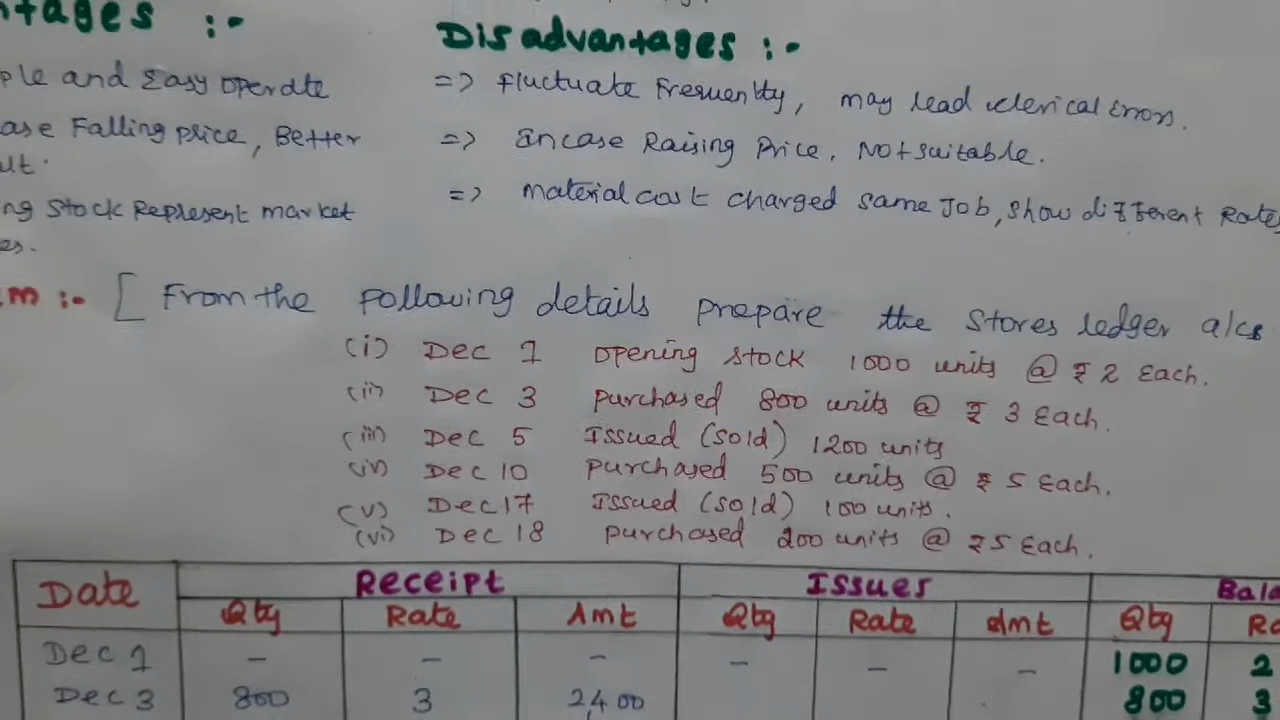 ntages :-
Disadvantages :-
ple and Easy operate
=> Fluctuate Frequently, may lead clerical Errors.
ase Falling price, Better
=> Incase Raising Price, Not suitable.
ult.
=> material cost charged same Job, show different Rates
ng Stock Represent market
es.
m :- [ From the following details prepare the stores ledger a/cs
(i) Dec 1 opening stock 1000 units @ ₹ 2 Each.
(ii) Dec 3 purchased 800 units @ ₹ 3 Each.
(iii) Dec 5 Issued (sold) 1200 units
(iv) Dec 10 purchased 500 units @ ₹ 5 Each.
(v) Dec 17 Issued (sold) 100 units.
(vi) Dec 18 purchased 200 units @ ₹5 Each.
Date Receipt Issues Bala
Qty Rate Amt Qty Rate Amt Qty Ra
Dec 1 - - - - - - 1000 2
Dec 3 800 3 2,400 800 3